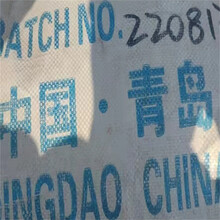 BATCH NO. 22081
中国·青岛
QINGDAO CHINA